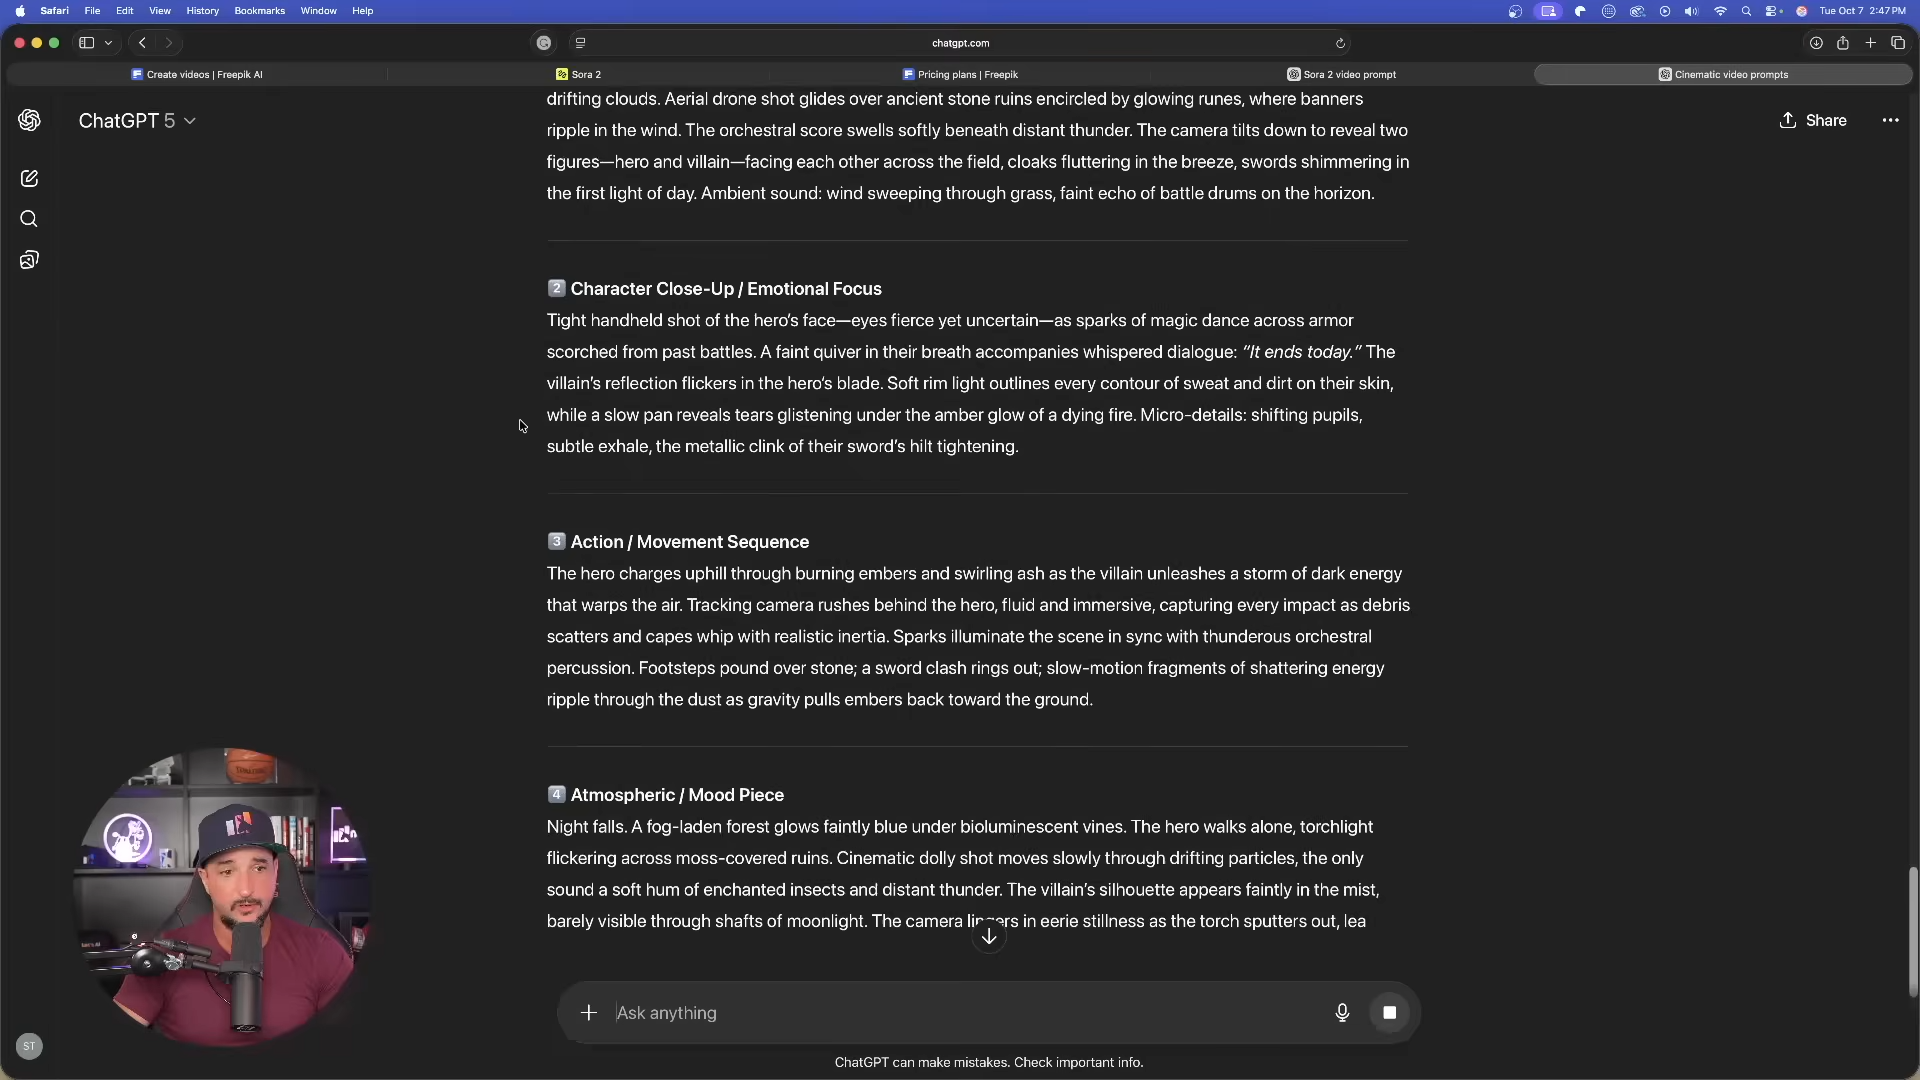 Safari File Edit View History Bookmarks Window Help Tue Oct 7 2:47 PM
chatgpt.com
Create videos | Freepik AI Sora 2 Pricing plans | Freepik Sora 2 video prompt Cinematic video prompts
ChatGPT 5 Share
drifting clouds. Aerial drone shot glides over ancient stone ruins encircled by glowing runes, where banners
ripple in the wind. The orchestral score swells softly beneath distant thunder. The camera tilts down to reveal two
figures—hero and villain—facing each other across the field, cloaks fluttering in the breeze, swords shimmering in
the first light of day. Ambient sound: wind sweeping through grass, faint echo of battle drums on the horizon.
2 Character Close-Up / Emotional Focus
Tight handheld shot of the hero’s face—eyes fierce yet uncertain—as sparks of magic dance across armor
scorched from past battles. A faint quiver in their breath accompanies whispered dialogue: “It ends today.” The
villain’s reflection flickers in the hero’s blade. Soft rim light outlines every contour of sweat and dirt on their skin,
while a slow pan reveals tears glistening under the amber glow of a dying fire. Micro-details: shifting pupils,
subtle exhale, the metallic clink of their sword’s hilt tightening.
3 Action / Movement Sequence
The hero charges uphill through burning embers and swirling ash as the villain unleashes a storm of dark energy
that warps the air. Tracking camera rushes behind the hero, fluid and immersive, capturing every impact as debris
scatters and capes whip with realistic inertia. Sparks illuminate the scene in sync with thunderous orchestral
percussion. Footsteps pound over stone; a sword clash rings out; slow-motion fragments of shattering energy
ripple through the dust as gravity pulls embers back toward the ground.
4 Atmospheric / Mood Piece
Night falls. A fog-laden forest glows faintly blue under bioluminescent vines. The hero walks alone, torchlight
flickering across moss-covered ruins. Cinematic dolly shot moves slowly through drifting particles, the only
sound a soft hum of enchanted insects and distant thunder. The villain’s silhouette appears faintly in the mist,
barely visible through shafts of moonlight. The camera lingers in eerie stillness as the torch sputters out, lea
Ask anything
ST
ChatGPT can make mistakes. Check important info.